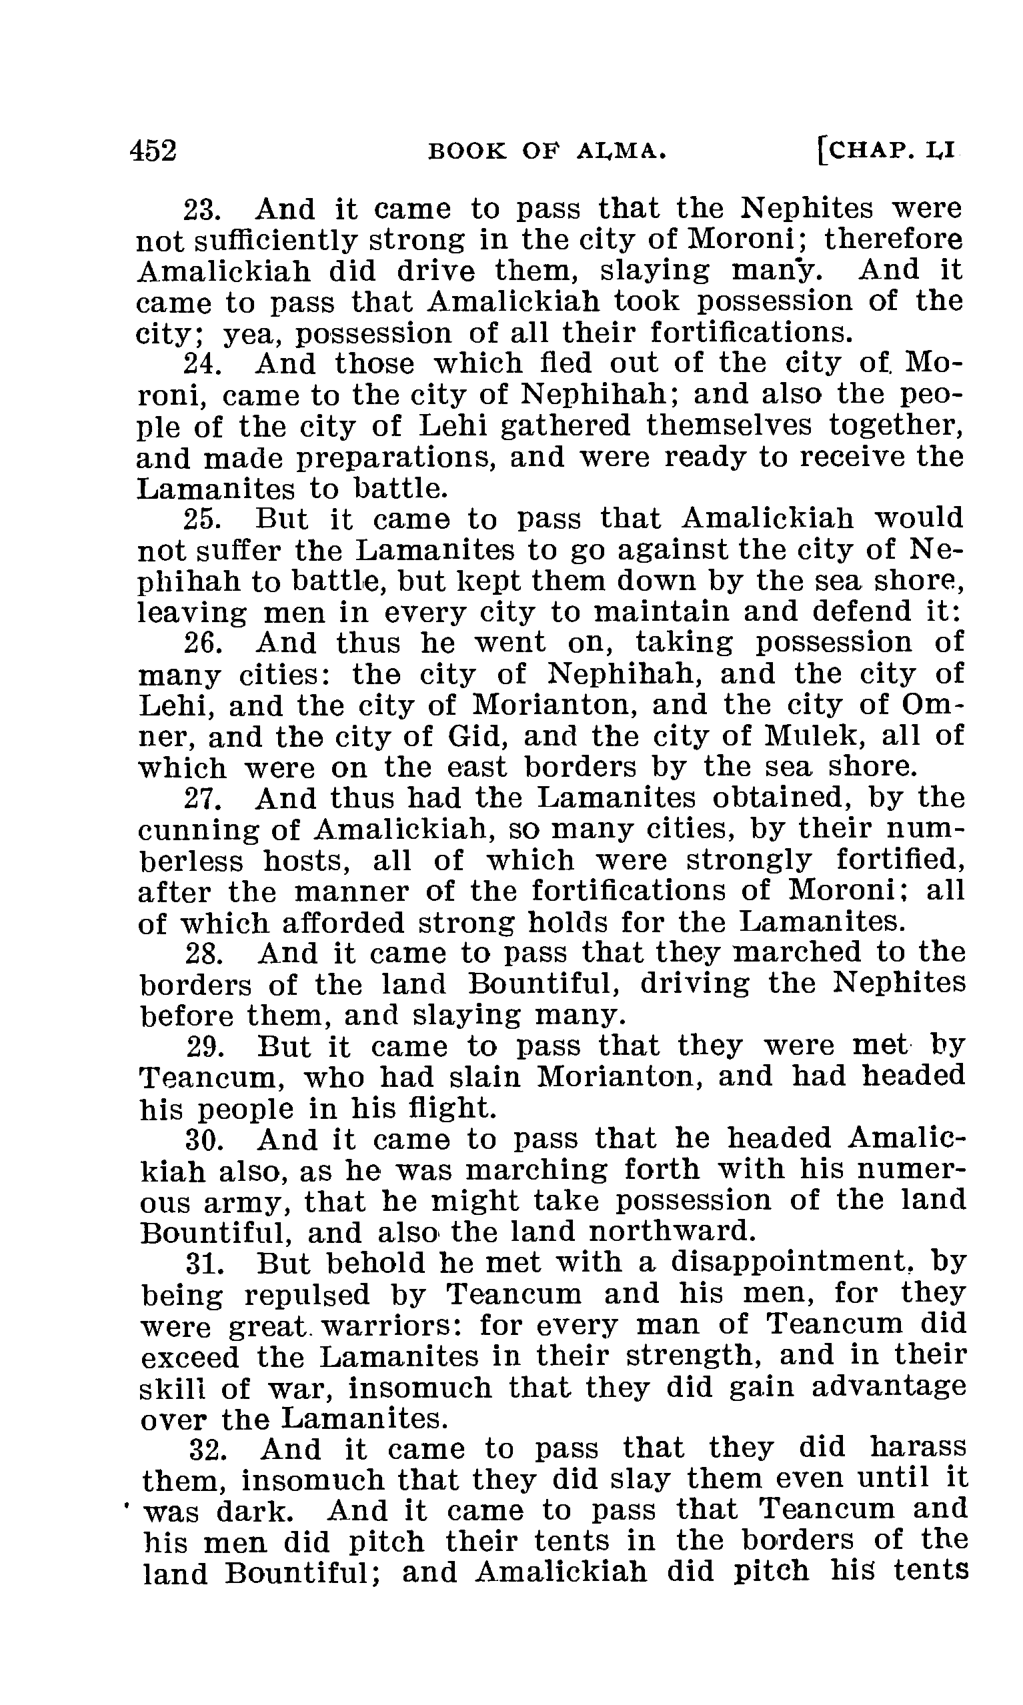 452 BOOK OF ALMA. [CHAP. LI
23. And it came to pass that the Nephites were
not sufficiently strong in the city of Moroni; therefore
Amalickiah did drive them, slaying many. And it
came to pass that Amalickiah took possession of the
city; yea, possession of all their fortifications.
24. And those which fled out of the city of Mo-
roni, came to the city of Nephihah; and also the peo-
ple of the city of Lehi gathered themselves together,
and made preparations, and were ready to receive the
Lamanites to battle.
25. But it came to pass that Amalickiah would
not suffer the Lamanites to go against the city of Ne-
phihah to battle, but kept them down by the sea shore,
leaving men in every city to maintain and defend it:
26. And thus he went on, taking possession of
many cities: the city of Nephihah, and the city of
Lehi, and the city of Morianton, and the city of Om-
ner, and the city of Gid, and the city of Mulek, all of
which were on the east borders by the sea shore.
27. And thus had the Lamanites obtained, by the
cunning of Amalickiah, so many cities, by their num-
berless hosts, all of which were strongly fortified,
after the manner of the fortifications of Moroni; all
of which afforded strong holds for the Lamanites.
28. And it came to pass that they marched to the
borders of the land Bountiful, driving the Nephites
before them, and slaying many.
29. But it came to pass that they were met by
Teancum, who had slain Morianton, and had headed
his people in his flight.
30. And it came to pass that he headed Amalic-
kiah also, as he was marching forth with his numer-
ous army, that he might take possession of the land
Bountiful, and also the land northward.
31. But behold he met with a disappointment, by
being repulsed by Teancum and his men, for they
were great warriors: for every man of Teancum did
exceed the Lamanites in their strength, and in their
skill of war, insomuch that they did gain advantage
over the Lamanites.
32. And it came to pass that they did harass
them, insomuch that they did slay them even until it
was dark. And it came to pass that Teancum and
his men did pitch their tents in the borders of the
land Bountiful; and Amalickiah did pitch his tents